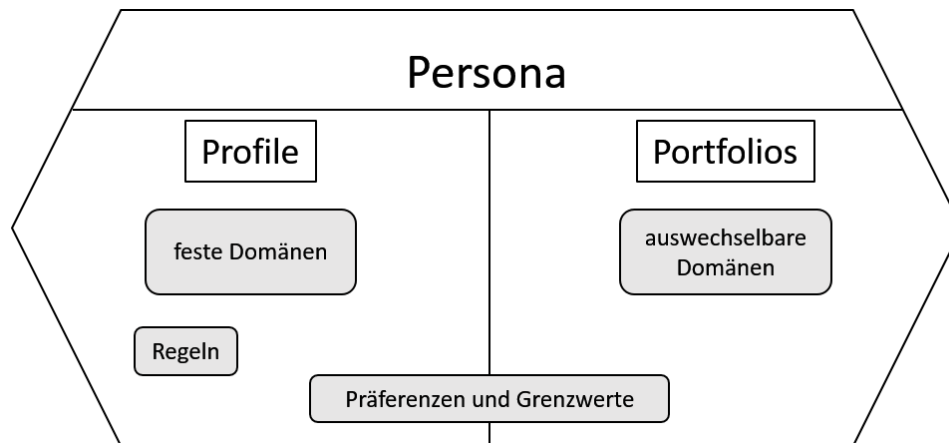 Persona
Profile
Portfolios
feste Domänen
auswechselbare
Domänen
Regeln
Präferenzen und Grenzwerte